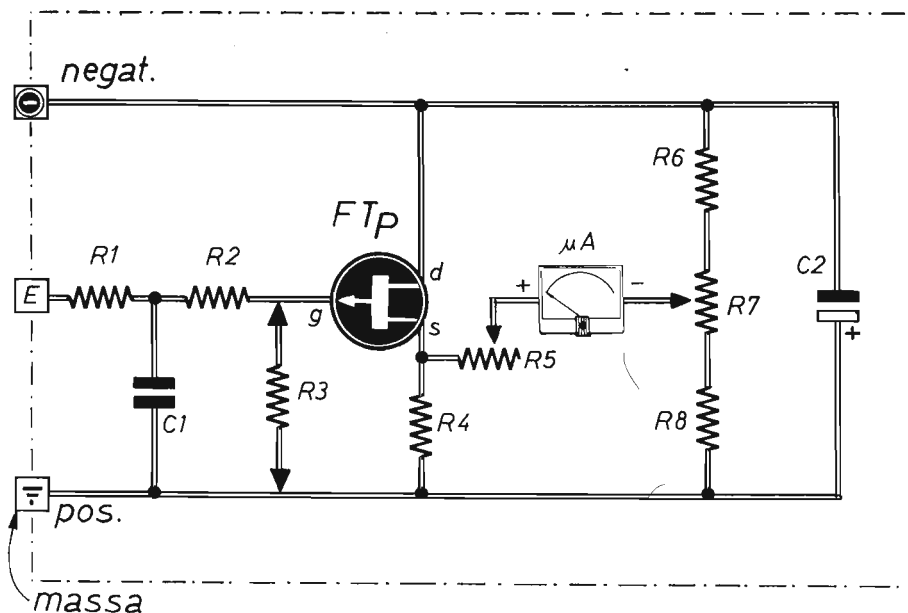 negat.
R6
FTP
R1
R2
d
μA
C2
E
+
-
R7
g
s
+
R5
R3
C1
R4
R8
pos.
massa